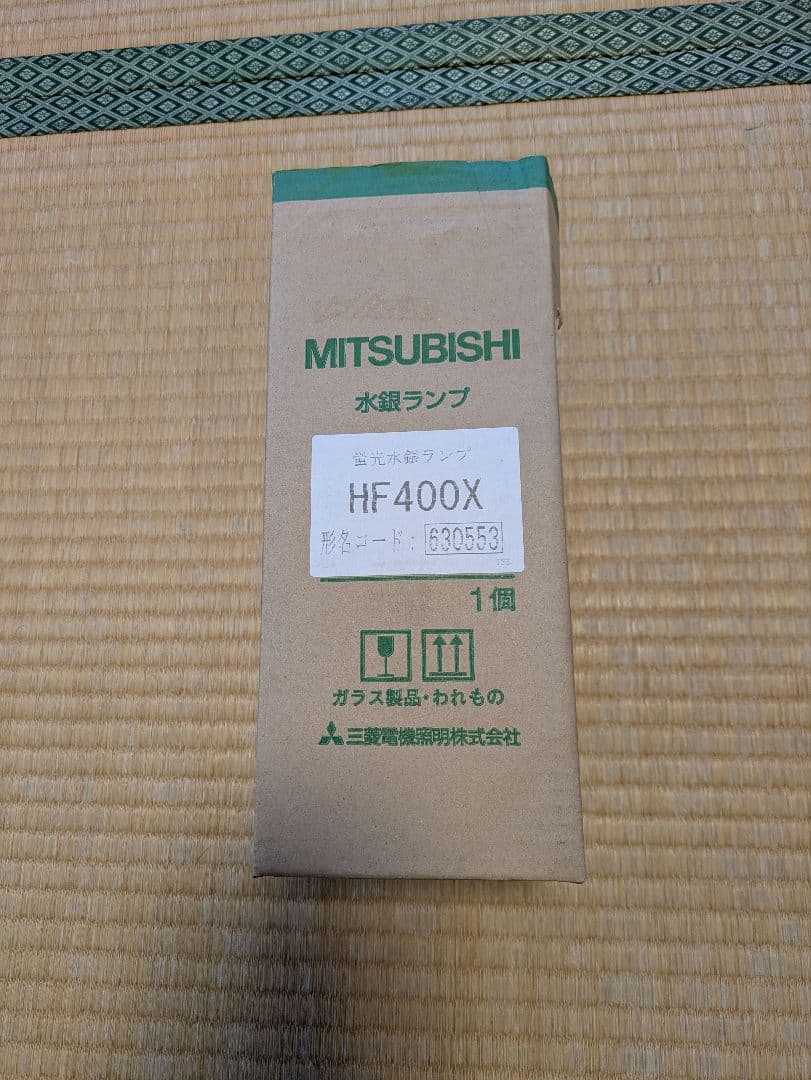 MITSUBISHI
水銀ランプ
蛍光水銀ランプ
HF400X
形名コード: 630553
1個
ガラス製品・われもの
三菱電機照明株式会社